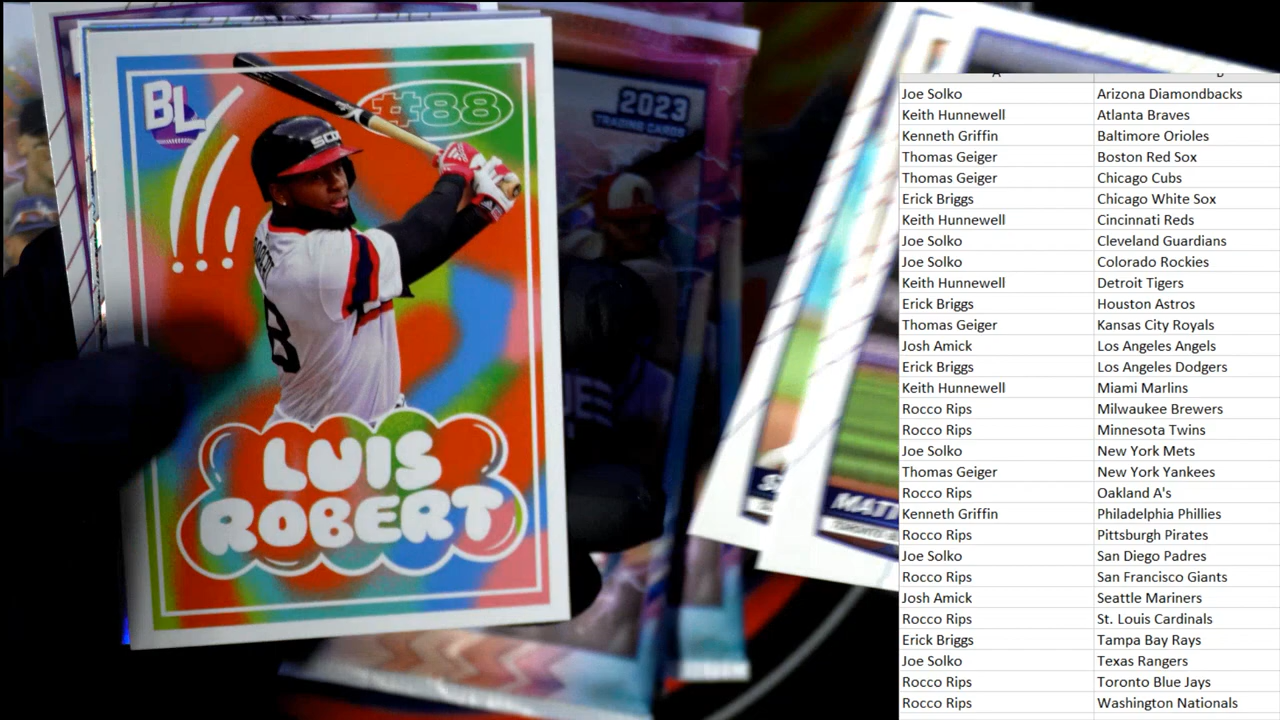 BL
#88
SOX
LUIS
ROBERT
2023
TRADING CARDS
MATT
A B
Joe Solko Arizona Diamondbacks
Keith Hunnewell Atlanta Braves
Kenneth Griffin Baltimore Orioles
Thomas Geiger Boston Red Sox
Thomas Geiger Chicago Cubs
Erick Briggs Chicago White Sox
Keith Hunnewell Cincinnati Reds
Joe Solko Cleveland Guardians
Joe Solko Colorado Rockies
Keith Hunnewell Detroit Tigers
Erick Briggs Houston Astros
Thomas Geiger Kansas City Royals
Josh Amick Los Angeles Angels
Erick Briggs Los Angeles Dodgers
Keith Hunnewell Miami Marlins
Rocco Rips Milwaukee Brewers
Rocco Rips Minnesota Twins
Joe Solko New York Mets
Thomas Geiger New York Yankees
Rocco Rips Oakland A's
Kenneth Griffin Philadelphia Phillies
Rocco Rips Pittsburgh Pirates
Joe Solko San Diego Padres
Rocco Rips San Francisco Giants
Josh Amick Seattle Mariners
Rocco Rips St. Louis Cardinals
Erick Briggs Tampa Bay Rays
Joe Solko Texas Rangers
Rocco Rips Toronto Blue Jays
Rocco Rips Washington Nationals